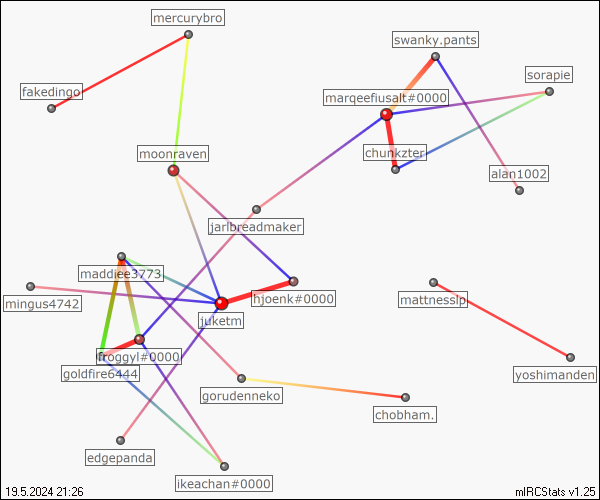 mercurybro
swanky.pants
sorapie
fakedingo
marqeefiusalt#0000
moonraven
chunkzter
alan1002
jarlbreadmaker
maddiee3773
mingus4742
hjoenk#0000
mattnesslp
juketm
froggyl#0000
goldfire6444
yoshimanden
gorudenneko
chobham.
edgepanda
ikeachan#0000
19.5.2024 21:26
mIRCStats v1.25